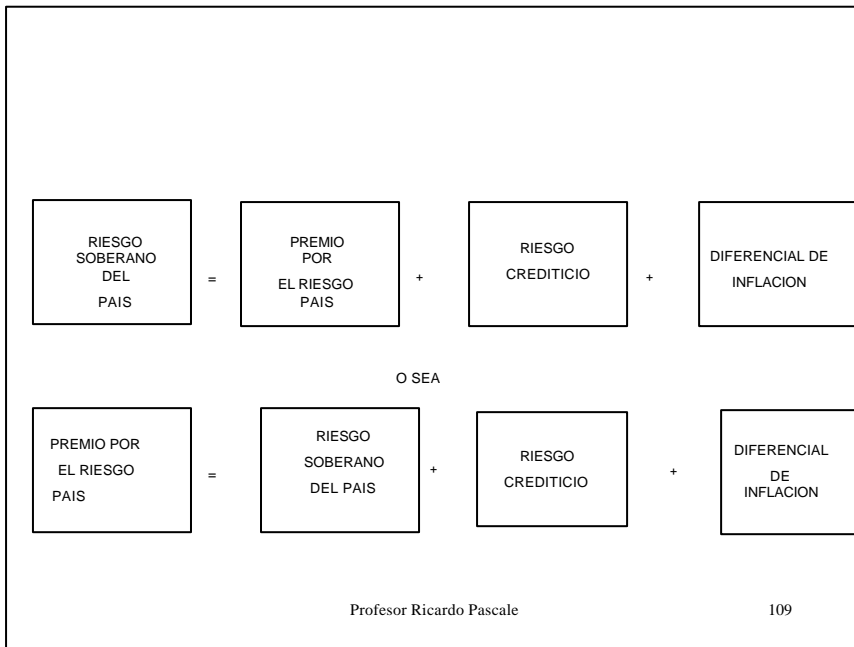 RIESGO
SOBERANO
DEL
PAIS
=
PREMIO
POR
EL RIESGO
PAIS
+
RIESGO
CREDITICIO
+
DIFERENCIAL DE
INFLACION
O SEA
PREMIO POR
EL RIESGO
PAIS
=
RIESGO
SOBERANO
DEL PAIS
+
RIESGO
CREDITICIO
+
DIFERENCIAL
DE
INFLACION
Profesor Ricardo Pascale 109